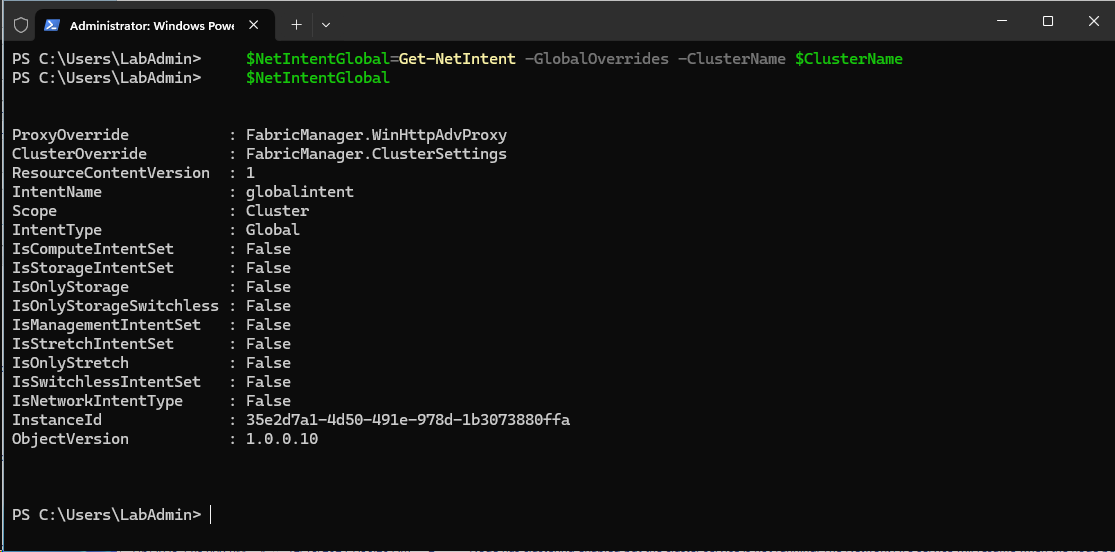 Administrator: Windows Powe
PS C:\Users\LabAdmin>     $NetIntentGlobal=Get-NetIntent -GlobalOverrides -ClusterName $ClusterName
PS C:\Users\LabAdmin>     $NetIntentGlobal
ProxyOverride           : FabricManager.WinHttpAdvProxy
ClusterOverride         : FabricManager.ClusterSettings
ResourceContentVersion  : 1
IntentName              : globalintent
Scope                   : Cluster
IntentType              : Global
IsComputeIntentSet      : False
IsStorageIntentSet      : False
IsOnlyStorage           : False
IsOnlyStorageSwitchless : False
IsManagementIntentSet   : False
IsStretchIntentSet      : False
IsOnlyStretch           : False
IsSwitchlessIntentSet   : False
IsNetworkIntentType     : False
InstanceId              : 35e2d7a1-4d50-491e-978d-1b3073880ffa
ObjectVersion           : 1.0.0.10
PS C:\Users\LabAdmin>